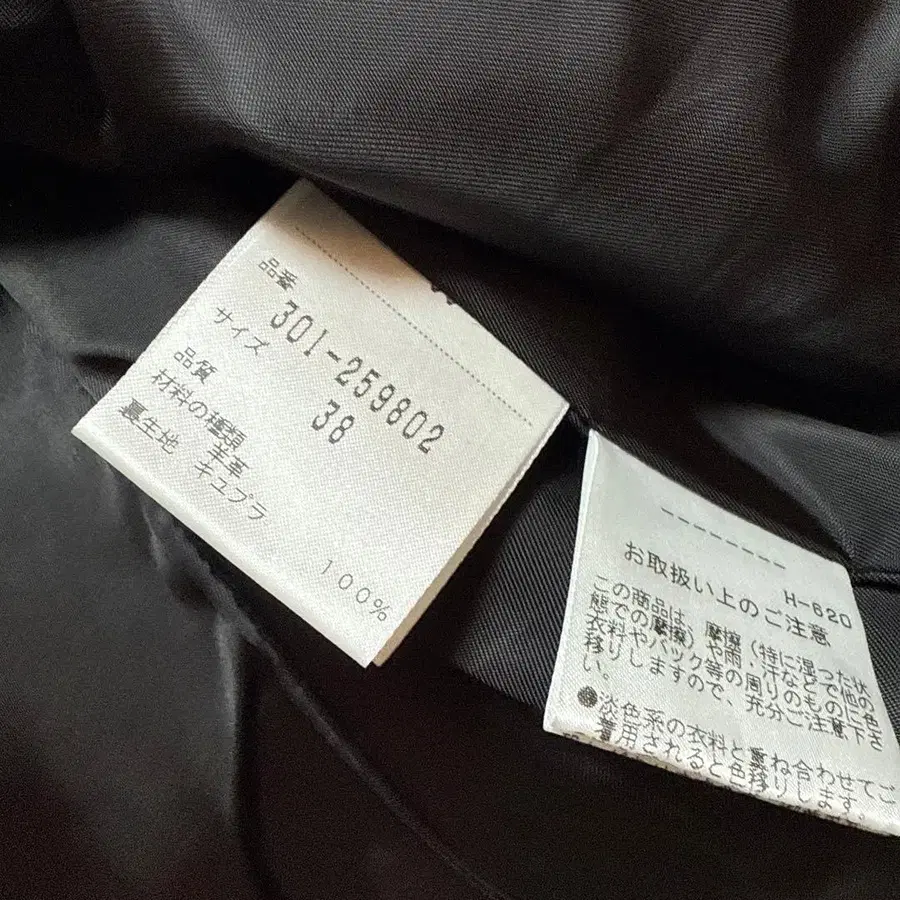 品番
301-259802
サイズ 38
品質
材料の種類 羊革
裏生地 キュプラ 100%
H-620
お取扱い上のご注意
この商品は、摩擦(特に湿った状
態での摩擦)や雨・汗などで他の
衣料やバック等の周りのものに色
移りしますので、充分ご注意下さ
い。
●淡色系の衣料と重ね合わせてご
着用されると色移りします。